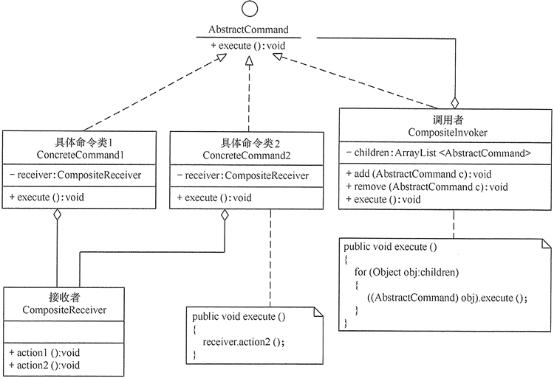 AbstractCommand
+ execute ():void
具体命令类1
ConcreteCommand1
− receiver:CompositeReceiver
+ execute ():void
具体命令类2
ConcreteCommand2
− receiver:CompositeReceiver
+ execute ():void
调用者
CompositeInvoker
− children:ArrayList <AbstractCommand>
+ add (AbstractCommand c):void
+ remove (AbstractCommand c):void
+ execute ():void
接收者
CompositeReceiver
+ action1 ():void
+ action2 ():void
public void execute ()
{
receiver.action2 ();
}
public void execute ()
{
for (Object obj:children)
{
((AbstractCommand) obj).execute ();
}
}